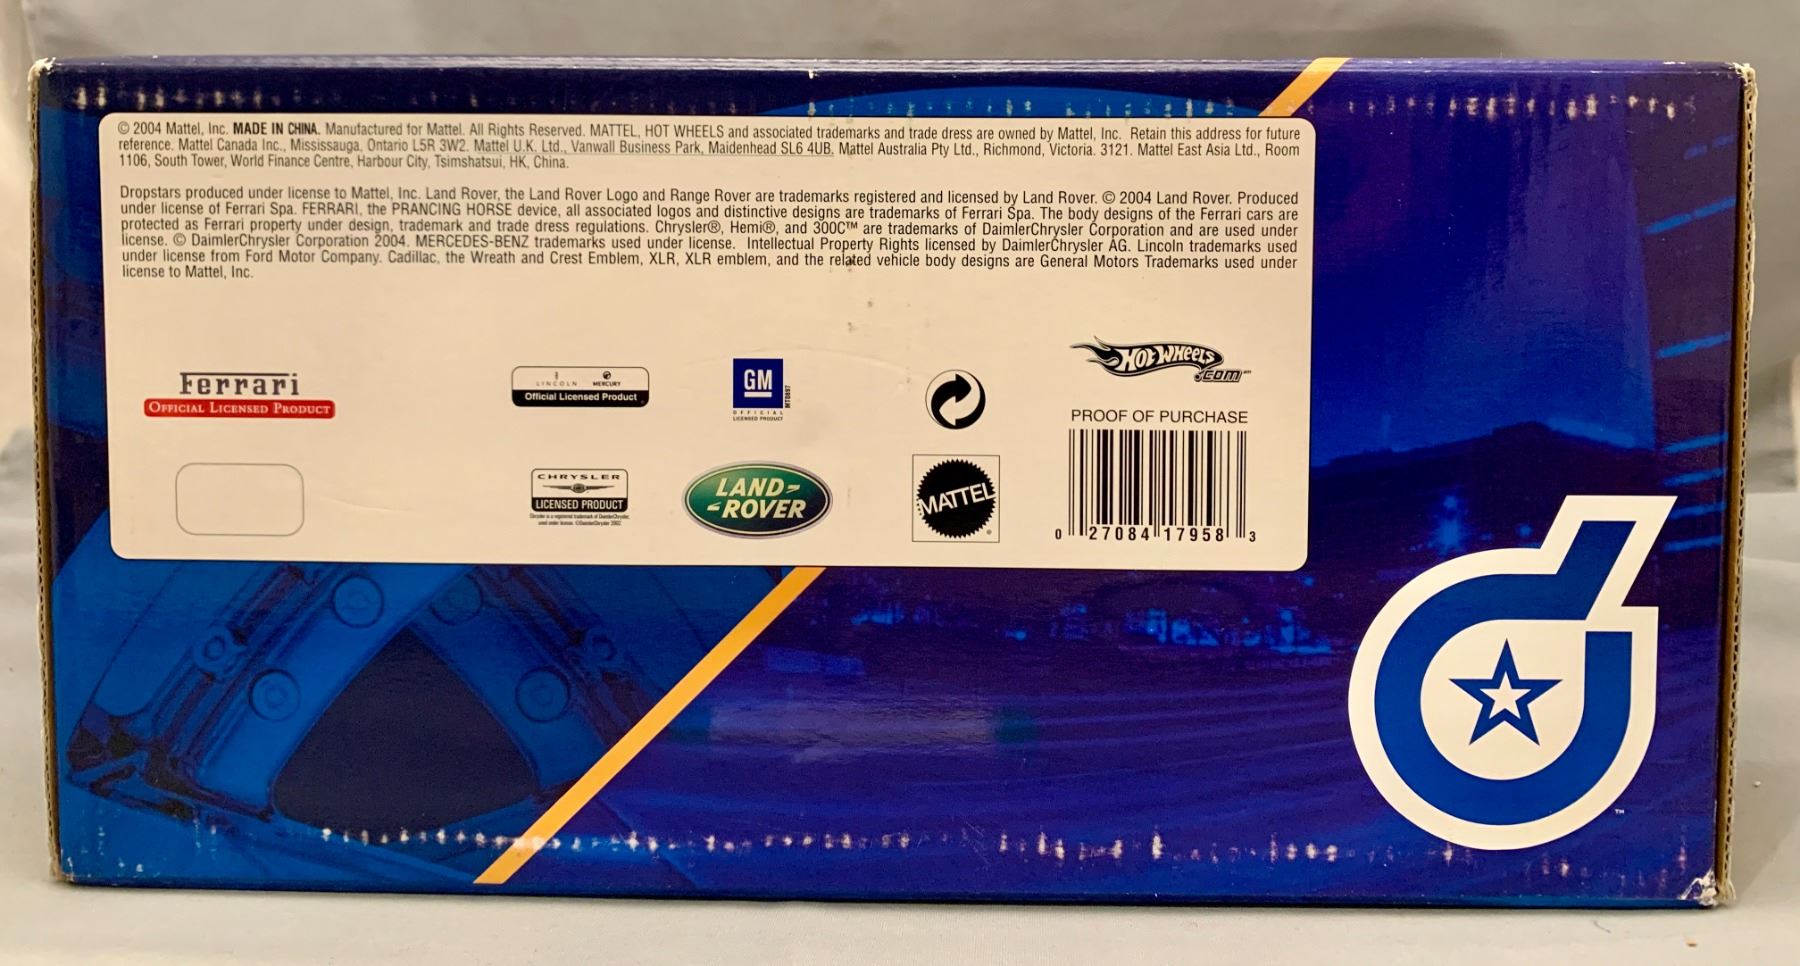 © 2004 Mattel, Inc. MADE IN CHINA. Manufactured for Mattel. All Rights Reserved. MATTEL, HOT WHEELS and associated trademarks and trade dress are owned by Mattel, Inc. Retain this address for future
reference. Mattel Canada Inc., Mississauga, Ontario L5R 3W2. Mattel U.K. Ltd., Vanwall Business Park, Maidenhead SL6 4UB. Mattel Australia Pty Ltd., Richmond, Victoria. 3121. Mattel East Asia Ltd., Room
1106, South Tower, World Finance Centre, Harbour City, Tsimshatsui, HK, China.
Dropstars produced under license to Mattel, Inc. Land Rover, the Land Rover Logo and Range Rover are trademarks registered and licensed by Land Rover. © 2004 Land Rover. Produced
under license of Ferrari Spa. FERRARI, the PRANCING HORSE device, all associated logos and distinctive designs are trademarks of Ferrari Spa. The body designs of the Ferrari cars are
protected as Ferrari property under design, trademark and trade dress regulations. Chrysler®, Hemi®, and 300C™ are trademarks of DaimlerChrysler Corporation and are used under
license. © DaimlerChrysler Corporation 2004. MERCEDES-BENZ trademarks used under license. Intellectual Property Rights licensed by DaimlerChrysler AG. Lincoln trademarks used
under license from Ford Motor Company. Cadillac, the Wreath and Crest Emblem, XLR, XLR emblem, and the related vehicle body designs are General Motors Trademarks used under
license to Mattel, Inc.
Ferrari
OFFICIAL LICENSED PRODUCT
LINCOLN MERCURY
Official Licensed Product
GM
OFFICIAL
LICENSED PRODUCT
HOT WHEELS
.COM™
PROOF OF PURCHASE
0 27084 17958 3
CHRYSLER
LICENSED PRODUCT
LAND-
-ROVER
MATTEL
®
TM